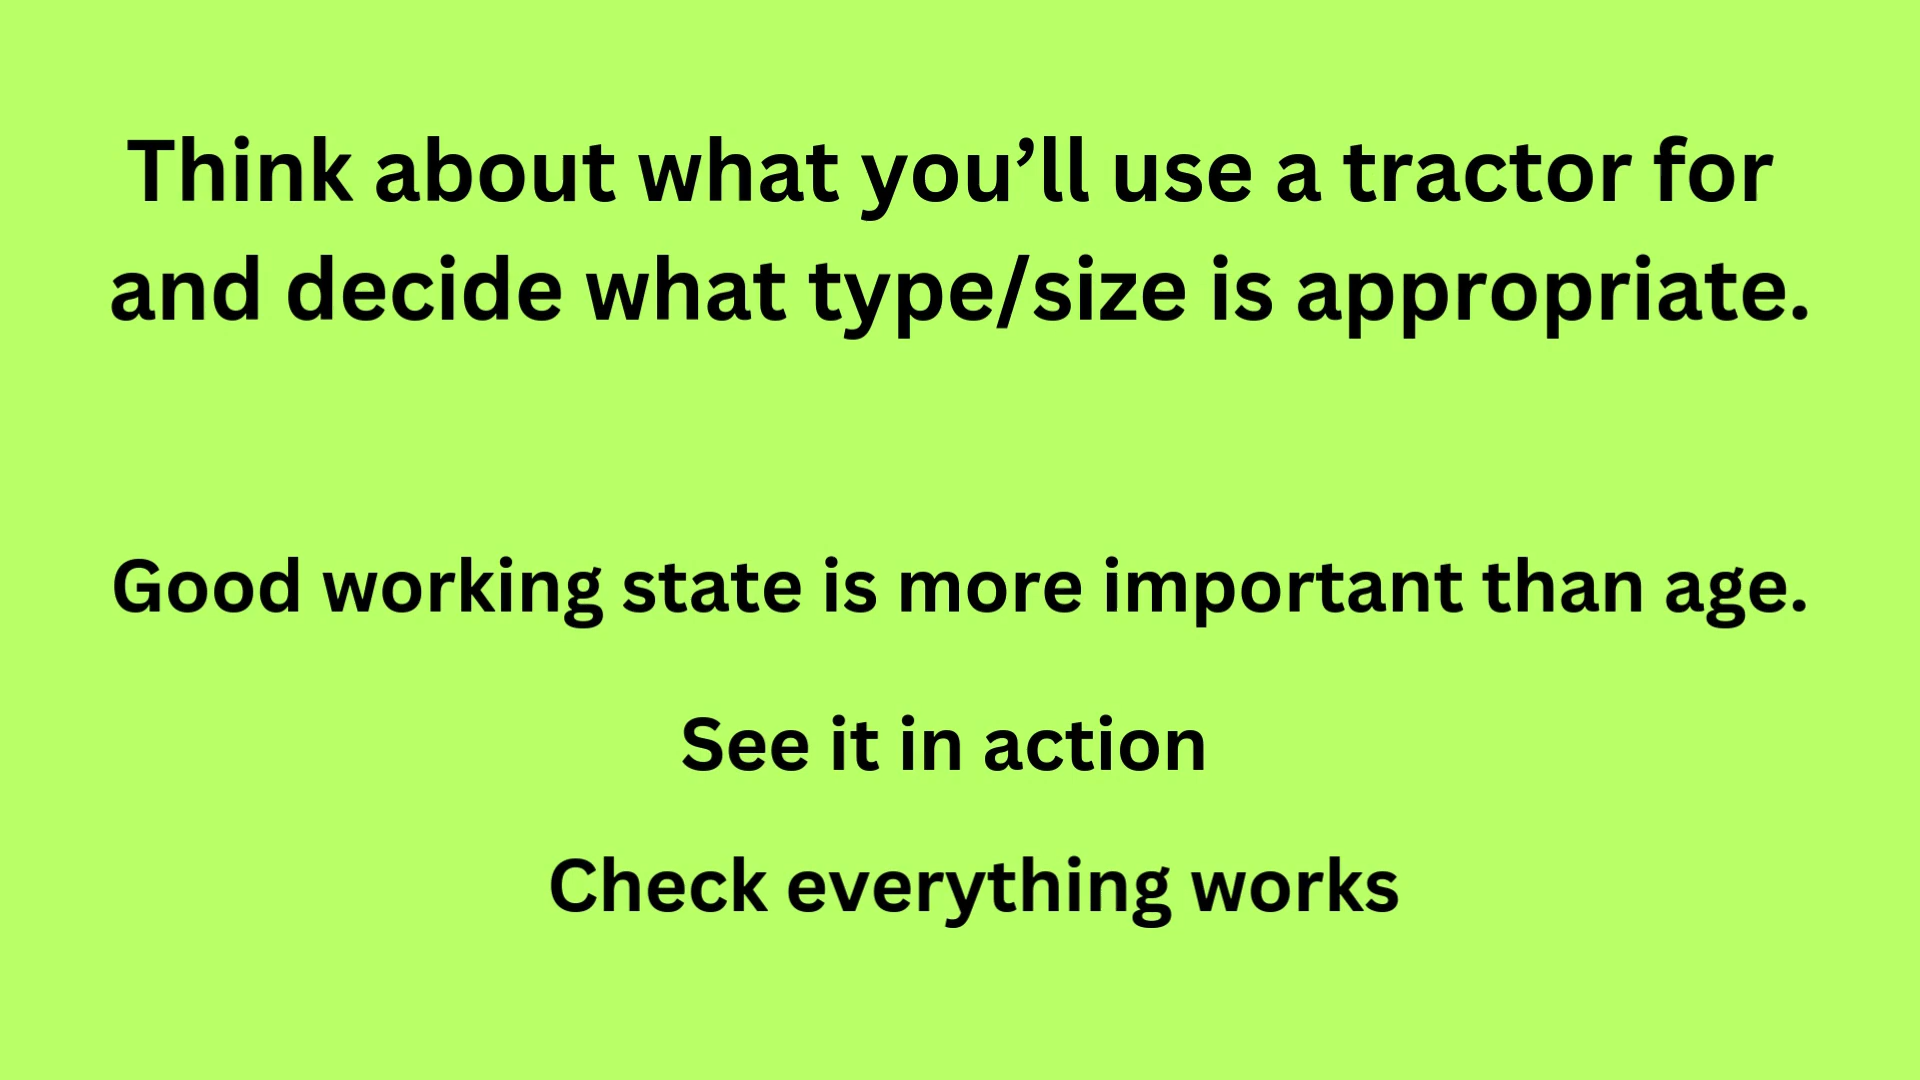 Think about what you’ll use a tractor for
and decide what type/size is appropriate.
Good working state is more important than age.
See it in action
Check everything works